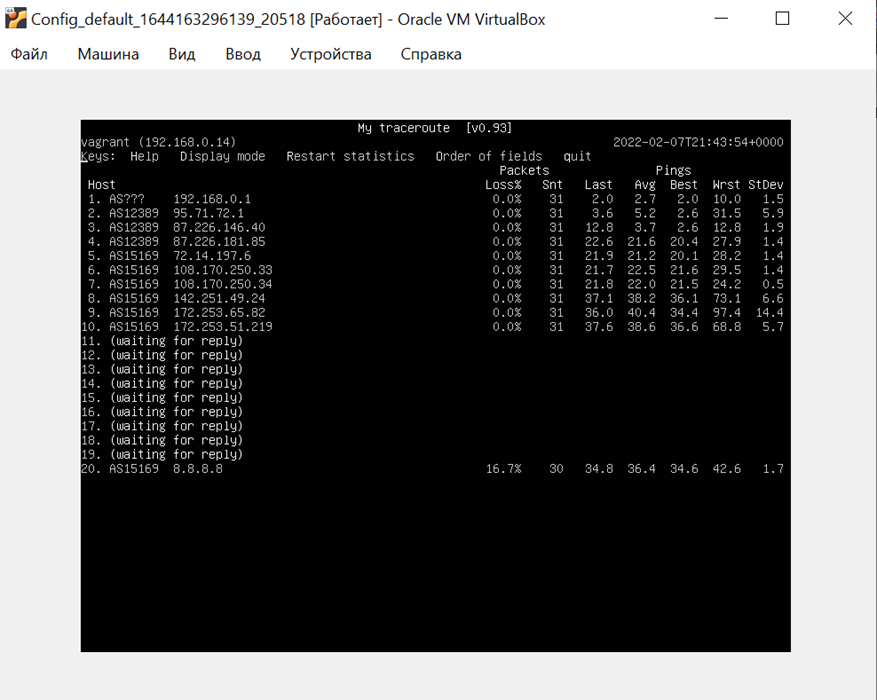 Config_default_1644163296139_20518 [Работает] - Oracle VM VirtualBox
Файл Машина Вид Ввод Устройства Справка
My traceroute [v0.93]
vagrant (192.168.0.14) 2022-02-07T21:43:54+0000
Keys: Help Display mode Restart statistics Order of fields quit
Packets Pings
Host Loss% Snt Last Avg Best Wrst StDev
1. AS??? 192.168.0.1 0.0% 31 2.0 2.7 2.0 10.0 1.5
2. AS12389 95.71.72.1 0.0% 31 3.6 5.2 2.6 31.5 5.9
3. AS12389 87.226.146.40 0.0% 31 12.8 3.7 2.6 12.8 1.9
4. AS12389 87.226.181.85 0.0% 31 22.6 21.6 20.4 27.9 1.4
5. AS15169 72.14.197.6 0.0% 31 21.9 21.2 20.1 28.2 1.4
6. AS15169 108.170.250.33 0.0% 31 21.7 22.5 21.6 29.5 1.4
7. AS15169 108.170.250.34 0.0% 31 21.8 22.0 21.5 24.2 0.5
8. AS15169 142.251.49.24 0.0% 31 37.1 38.2 36.1 73.1 6.6
9. AS15169 172.253.65.82 0.0% 31 36.0 40.4 34.4 97.4 14.4
10. AS15169 172.253.51.219 0.0% 31 37.6 38.6 36.6 68.8 5.7
11. (waiting for reply)
12. (waiting for reply)
13. (waiting for reply)
14. (waiting for reply)
15. (waiting for reply)
16. (waiting for reply)
17. (waiting for reply)
18. (waiting for reply)
19. (waiting for reply)
20. AS15169 8.8.8.8 16.7% 30 34.8 36.4 34.6 42.6 1.7